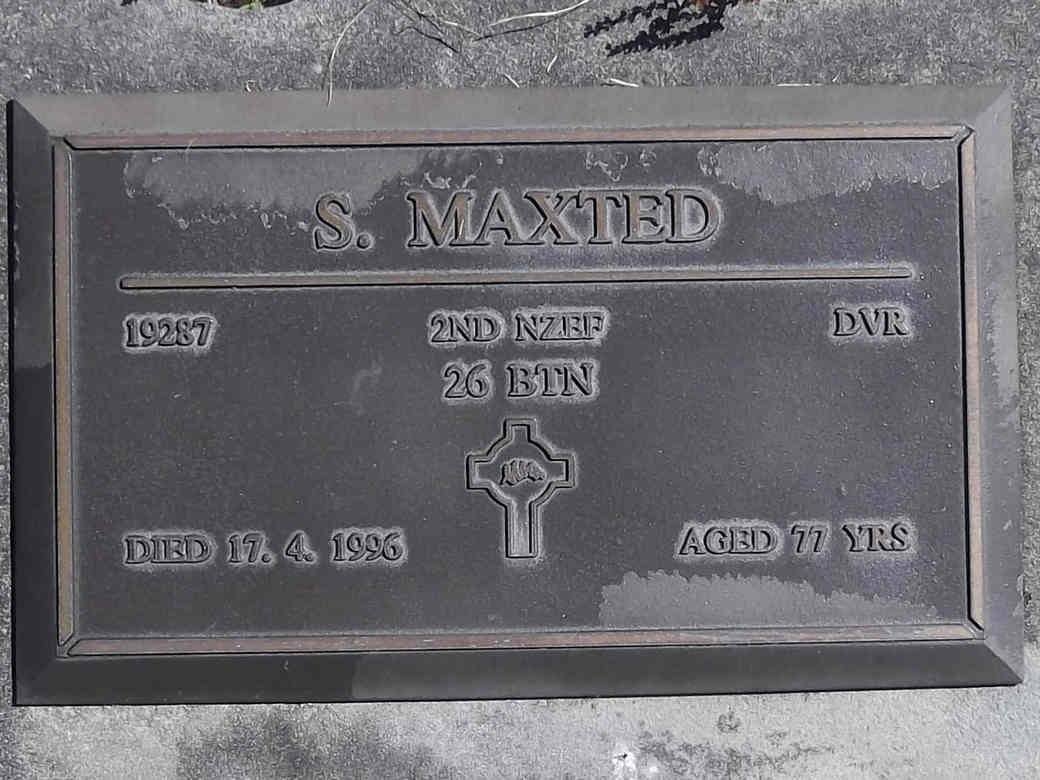 S. MAXTED
19287 2ND NZEF DVR
26 BTN
DIED 17. 4. 1996 AGED 77 YRS